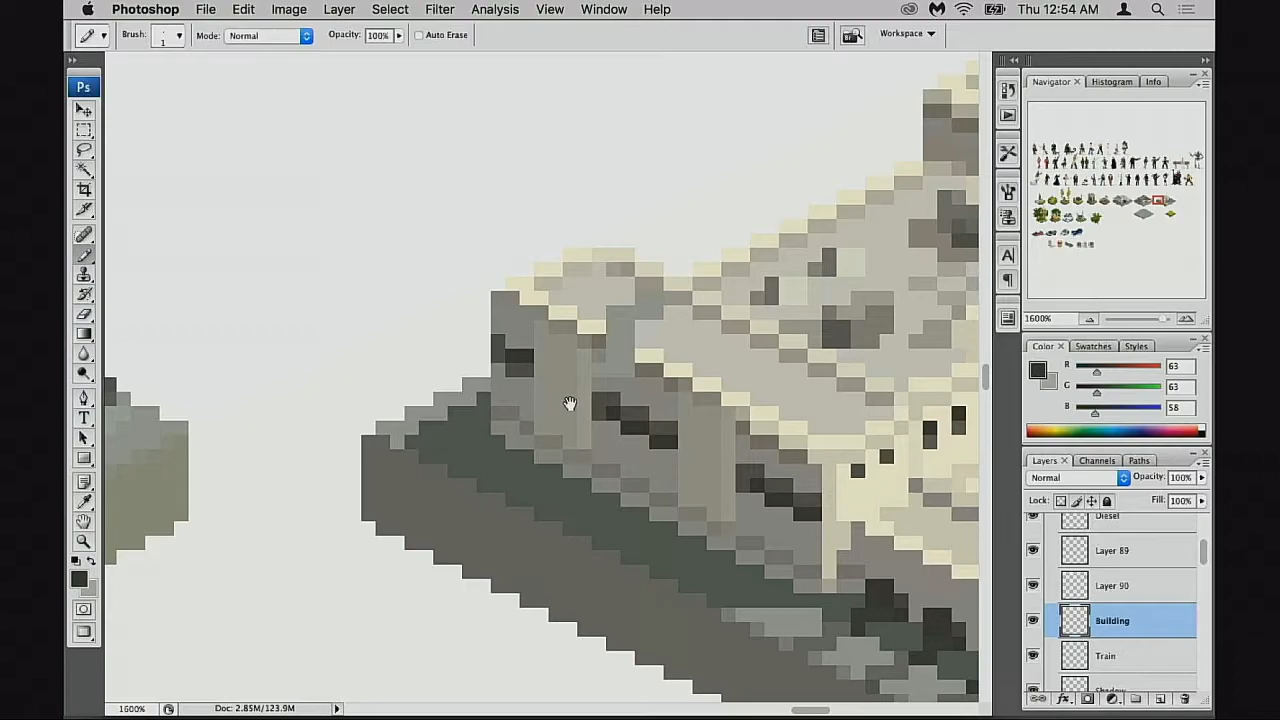 Photoshop File Edit Image Layer Select Filter Analysis View Window Help Thu 12:54 AM
Brush: 1 Mode: Normal Opacity: 100% Auto Erase Workspace
Ps
Navigator Histogram Info
1600%
Color Swatches Styles
R 63
G 63
B 58
Layers Channels Paths
Normal Opacity: 100%
Lock: Fill: 100%
Diesel
Layer 89
Layer 90
Building
Train
Shadow
1600% Doc: 2.85M/123.9M